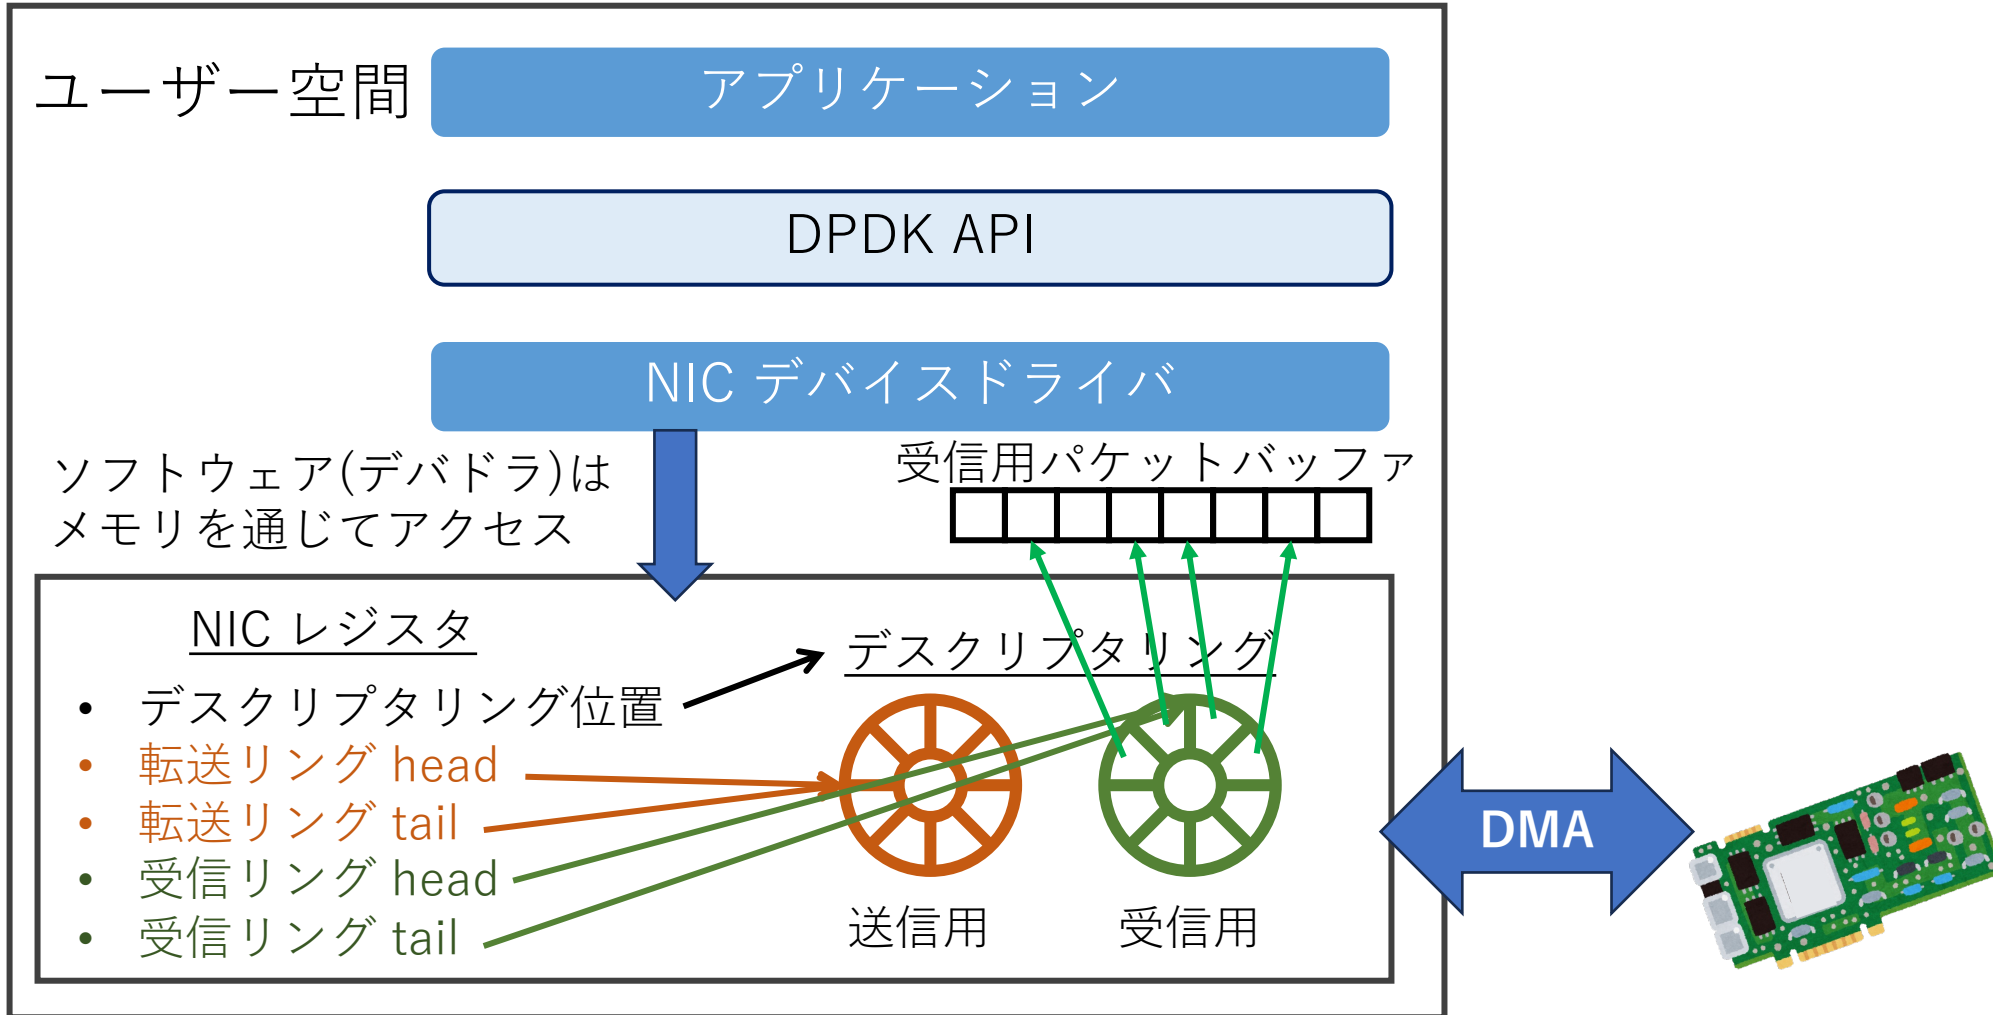 ユーザー空間
アプリケーション
DPDK API
NIC デバイスドライバ
ソフトウェア(デバドラ)は
メモリを通じてアクセス
受信用パケットバッファ
NIC レジスタ
• デスクリプタリング位置
• 転送リング head
• 転送リング tail
• 受信リング head
• 受信リング tail
デスクリプタリング
送信用
受信用
DMA